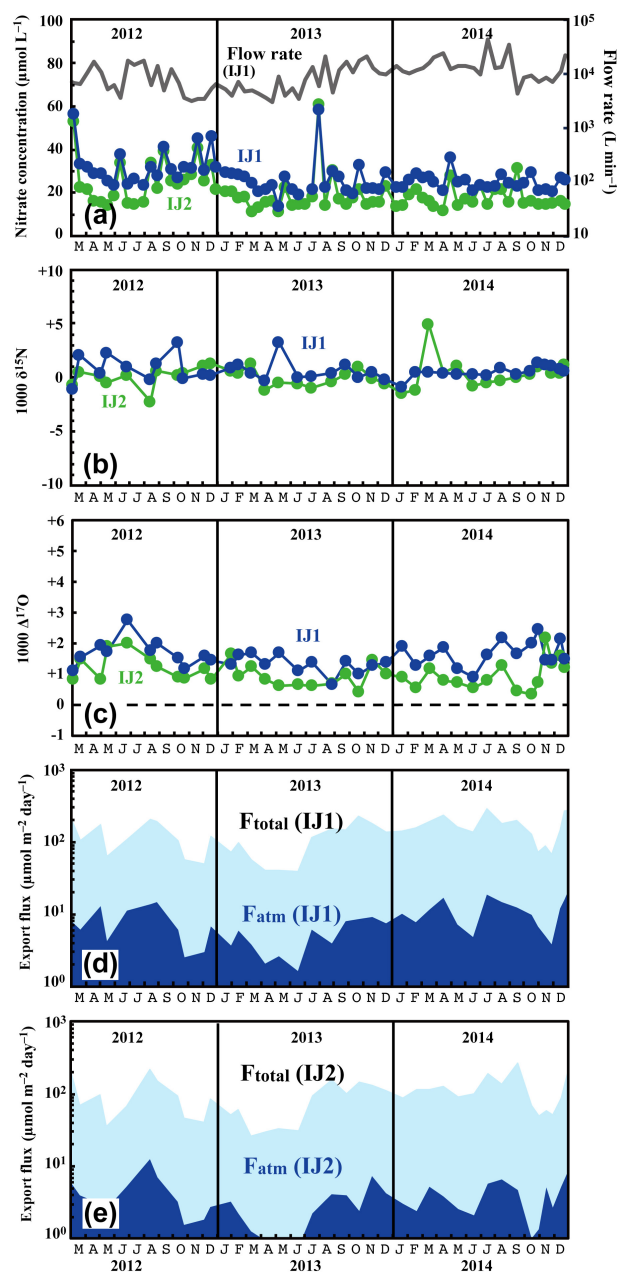 2012 2013 2014
Nitrate concentration (μmol L⁻¹)
100
80
60
40
20
0
Flow rate
(IJ1)
IJ1
IJ2
(a)
10⁵
10⁴
10³
10²
10
Flow rate (L min⁻¹)
M A M J J A S O N D J F M A M J J A S O N D J F M A M J J A S O N D
2012 2013 2014
1000 δ¹⁵N
+10
+5
0
-5
-10
IJ1
IJ2
(b)
M A M J J A S O N D J F M A M J J A S O N D J F M A M J J A S O N D
2012 2013 2014
1000 Δ¹⁷O
+6
+5
+4
+3
+2
+1
0
-1
IJ1
IJ2
(c)
M A M J J A S O N D J F M A M J J A S O N D J F M A M J J A S O N D
2012 2013 2014
Export flux (μmol m⁻² day⁻¹)
10³
10²
10¹
10⁰
Ftotal (IJ1)
Fatm (IJ1)
(d)
M A M J J A S O N D J F M A M J J A S O N D J F M A M J J A S O N D
2012 2013 2014
Export flux (μmol m⁻² day⁻¹)
10³
10²
10¹
10⁰
Ftotal (IJ2)
Fatm (IJ2)
(e)
M A M J J A S O N D J F M A M J J A S O N D J F M A M J J A S O N D
2012 2013 2014